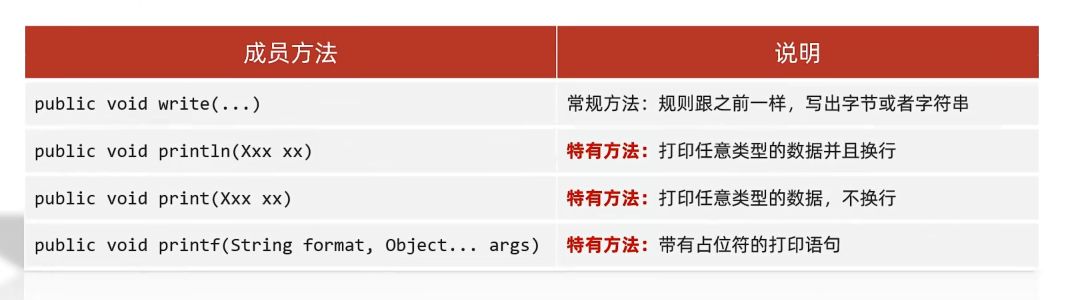 成员方法 说明
public void write(...) 常规方法：规则跟之前一样，写出字节或者字符串
public void println(Xxx xx) 特有方法：打印任意类型的数据并且换行
public void print(Xxx xx) 特有方法：打印任意类型的数据，不换行
public void printf(String format, Object... args) 特有方法：带有占位符的打印语句